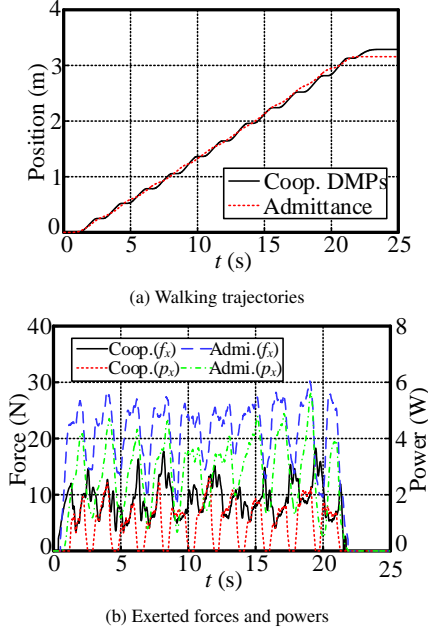 4
3
2
1
0
Position (m)
Coop. DMPs
Admittance
0 5 10 15 20 25
t (s)
(a) Walking trajectories
40
30
20
10
0
Force (N)
Coop.(fx) Admi.(fx)
Coop.(px) Admi.(px)
8
6
4
2
0
Power (W)
0 5 10 15 20 25
t (s)
(b) Exerted forces and powers